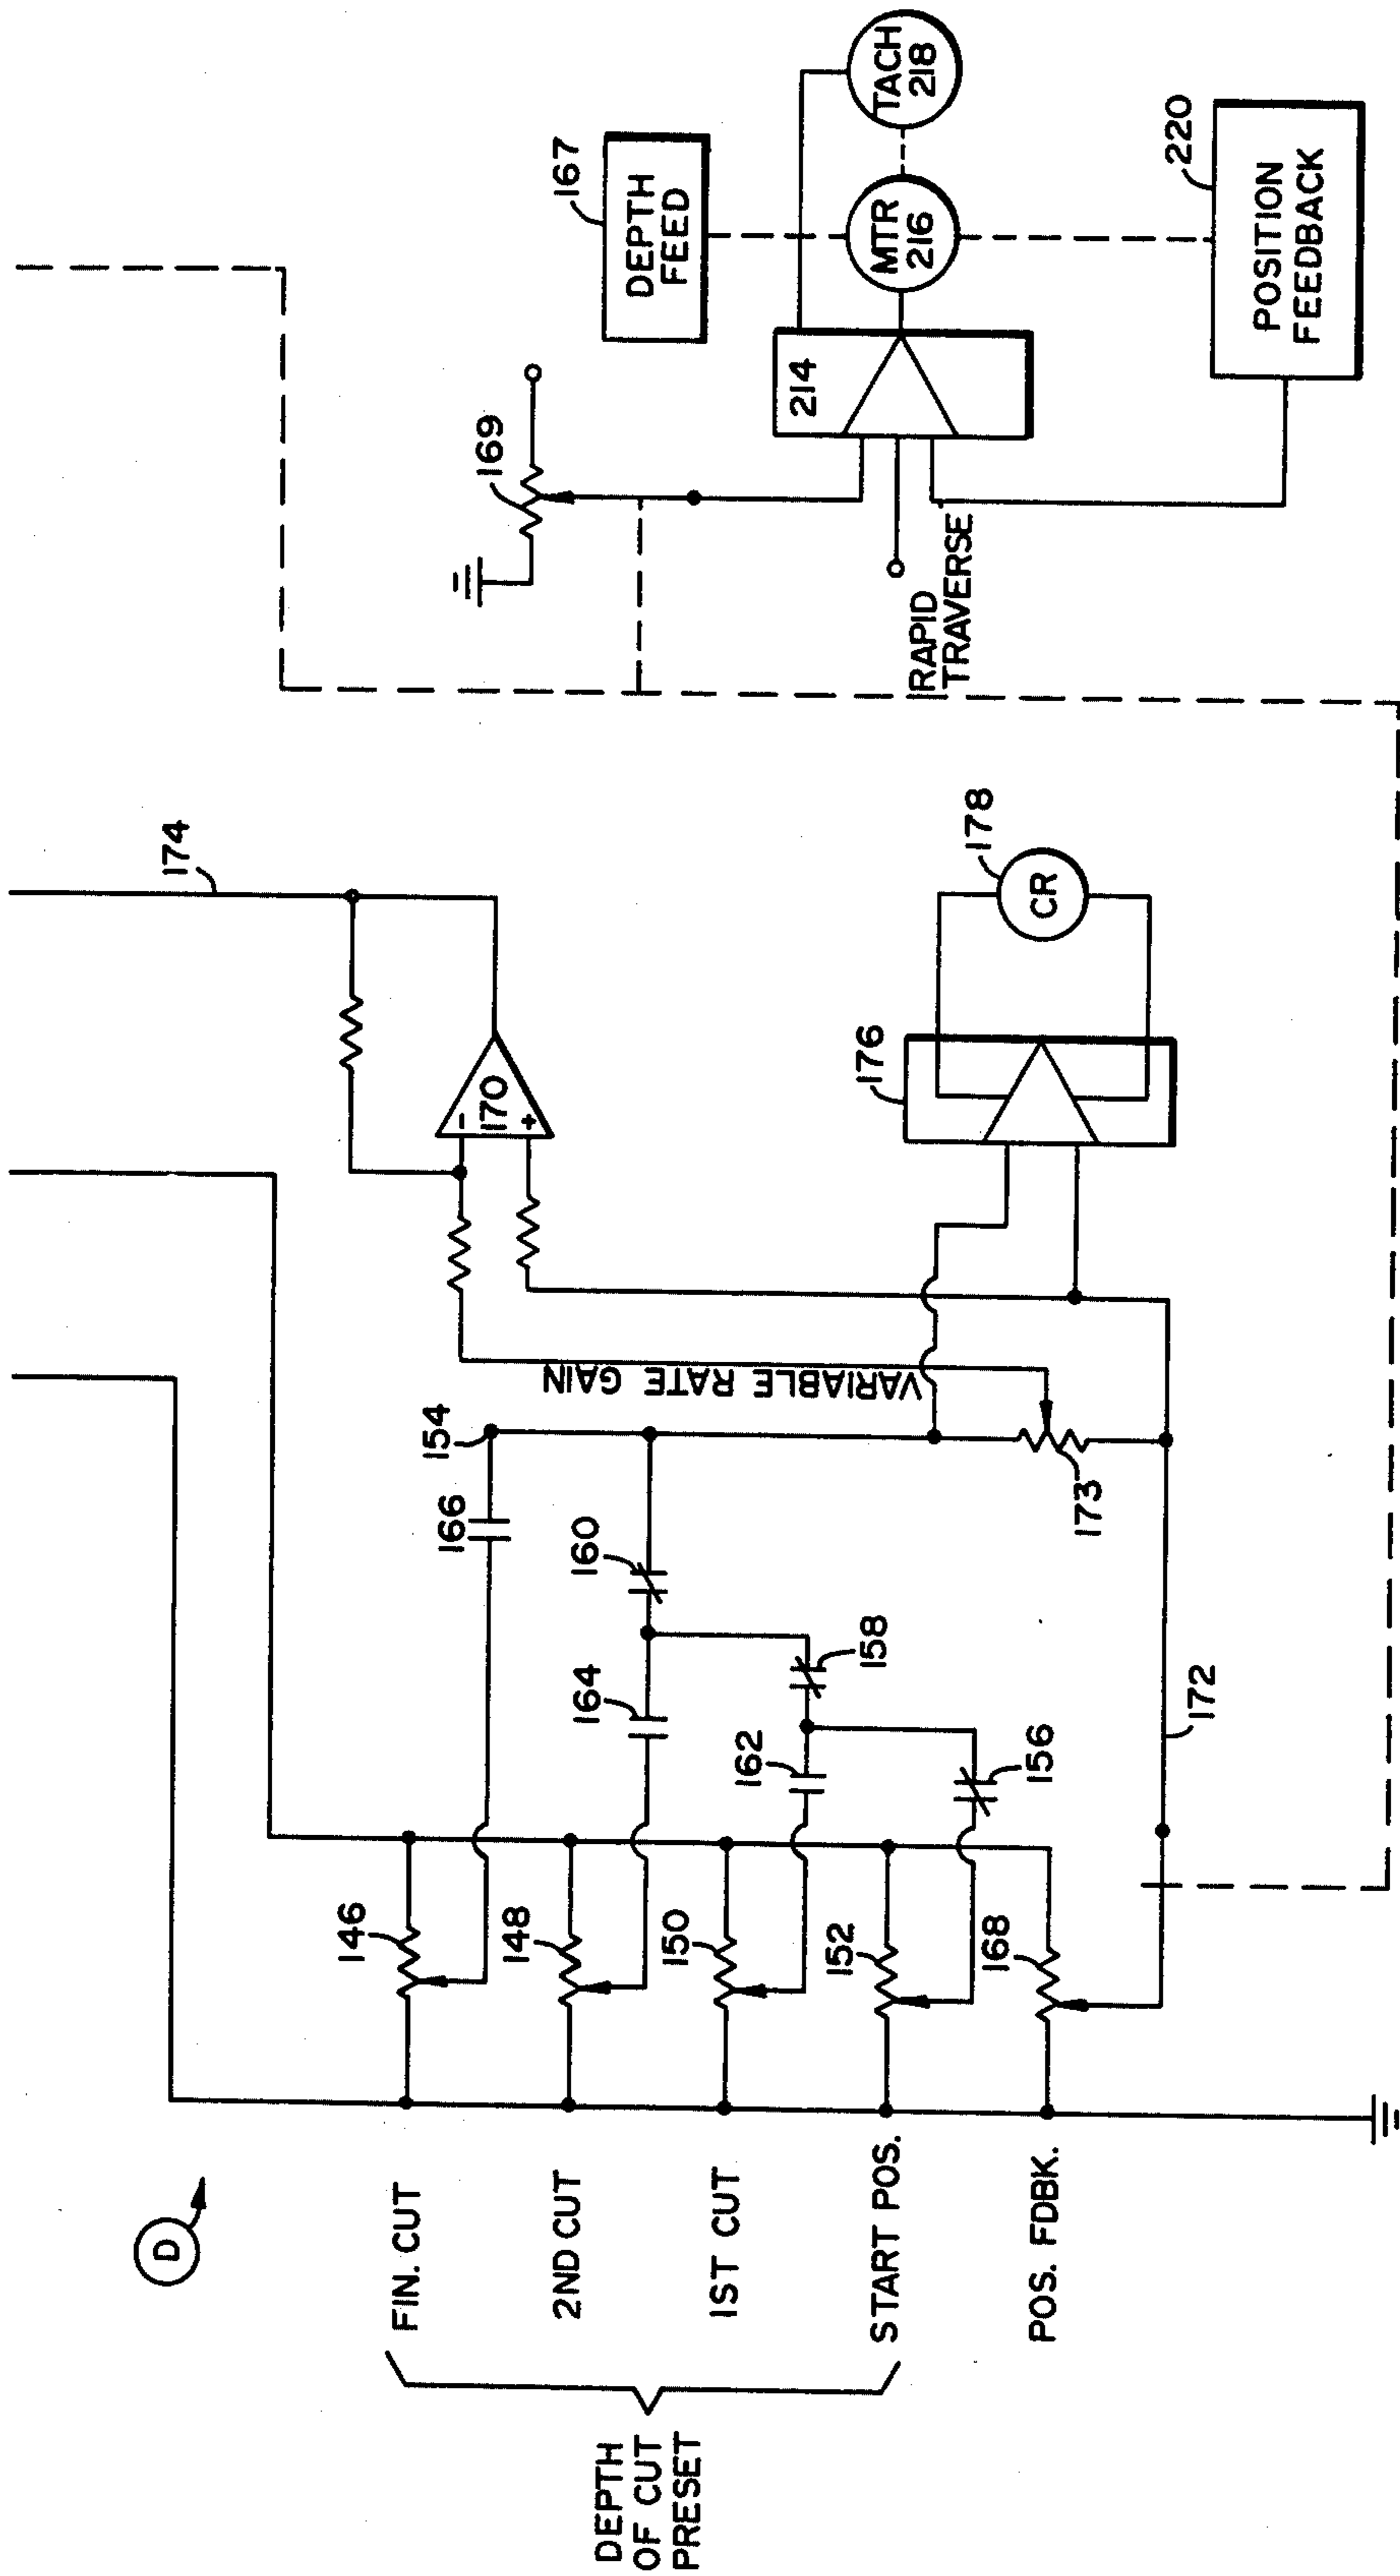 D
DEPTH
OF CUT
PRESET
FIN. CUT
2ND CUT
1ST CUT
START POS.
POS. FDBK.
146
148
150
152
168
166
154
164
160
162
158
156
172
173
VARIABLE RATE GAIN
-
170
+
174
176
178
CR
169
RAPID
TRAVERSE
214
167
DEPTH
FEED
MTR
216
TACH
218
220
POSITION
FEEDBACK